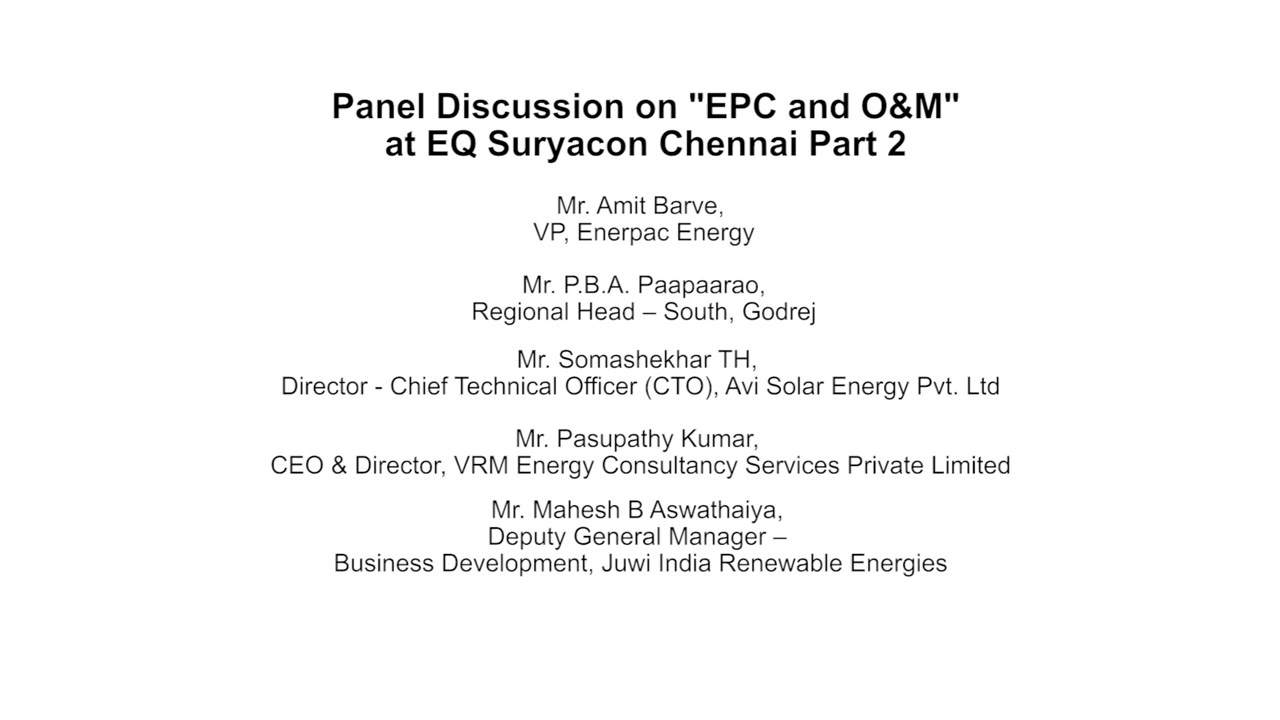 Panel Discussion on "EPC and O&M"
at EQ Suryacon Chennai Part 2
Mr. Amit Barve,
VP, Enerpac Energy
Mr. P.B.A. Paapaarao,
Regional Head – South, Godrej
Mr. Somashekhar TH,
Director - Chief Technical Officer (CTO), Avi Solar Energy Pvt. Ltd
Mr. Pasupathy Kumar,
CEO & Director, VRM Energy Consultancy Services Private Limited
Mr. Mahesh B Aswathaiya,
Deputy General Manager –
Business Development, Juwi India Renewable Energies